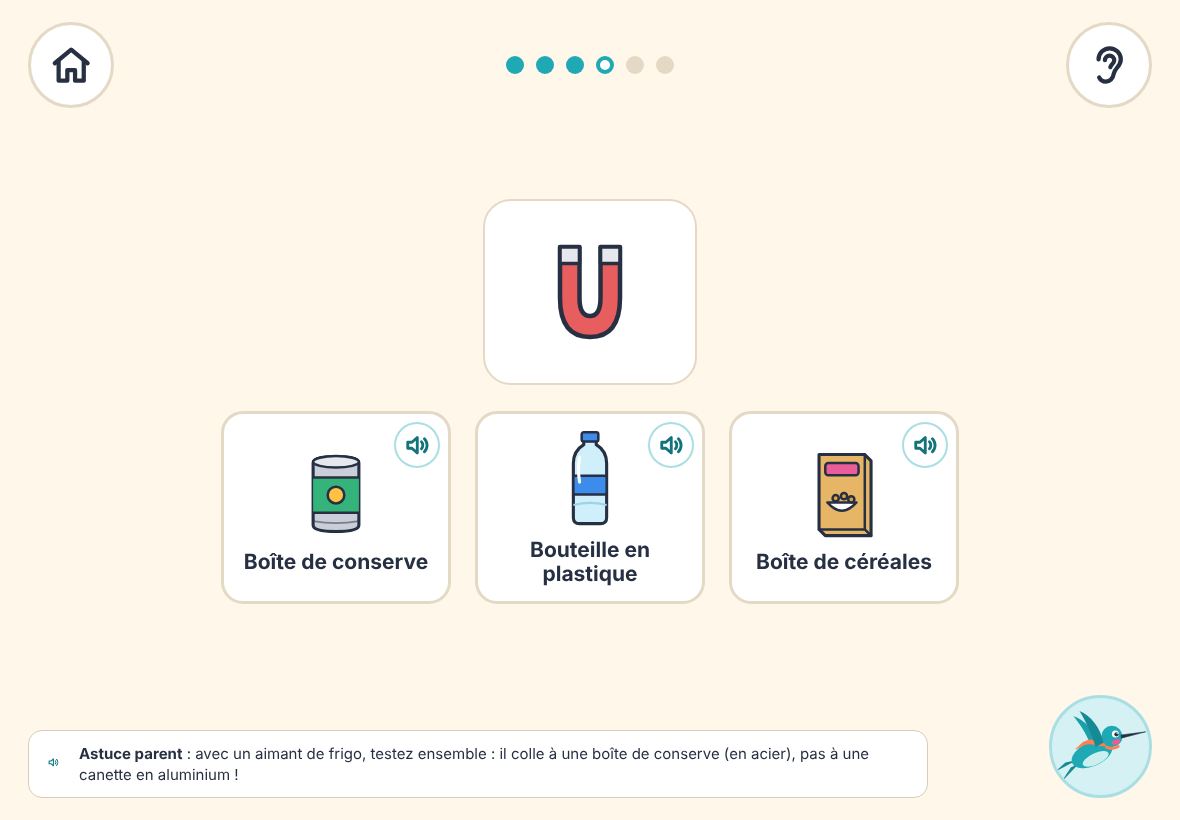 Boîte de conserve
Bouteille en
plastique
Boîte de céréales
Astuce parent : avec un aimant de frigo, testez ensemble : il colle à une boîte de conserve (en acier), pas à une
canette en aluminium !